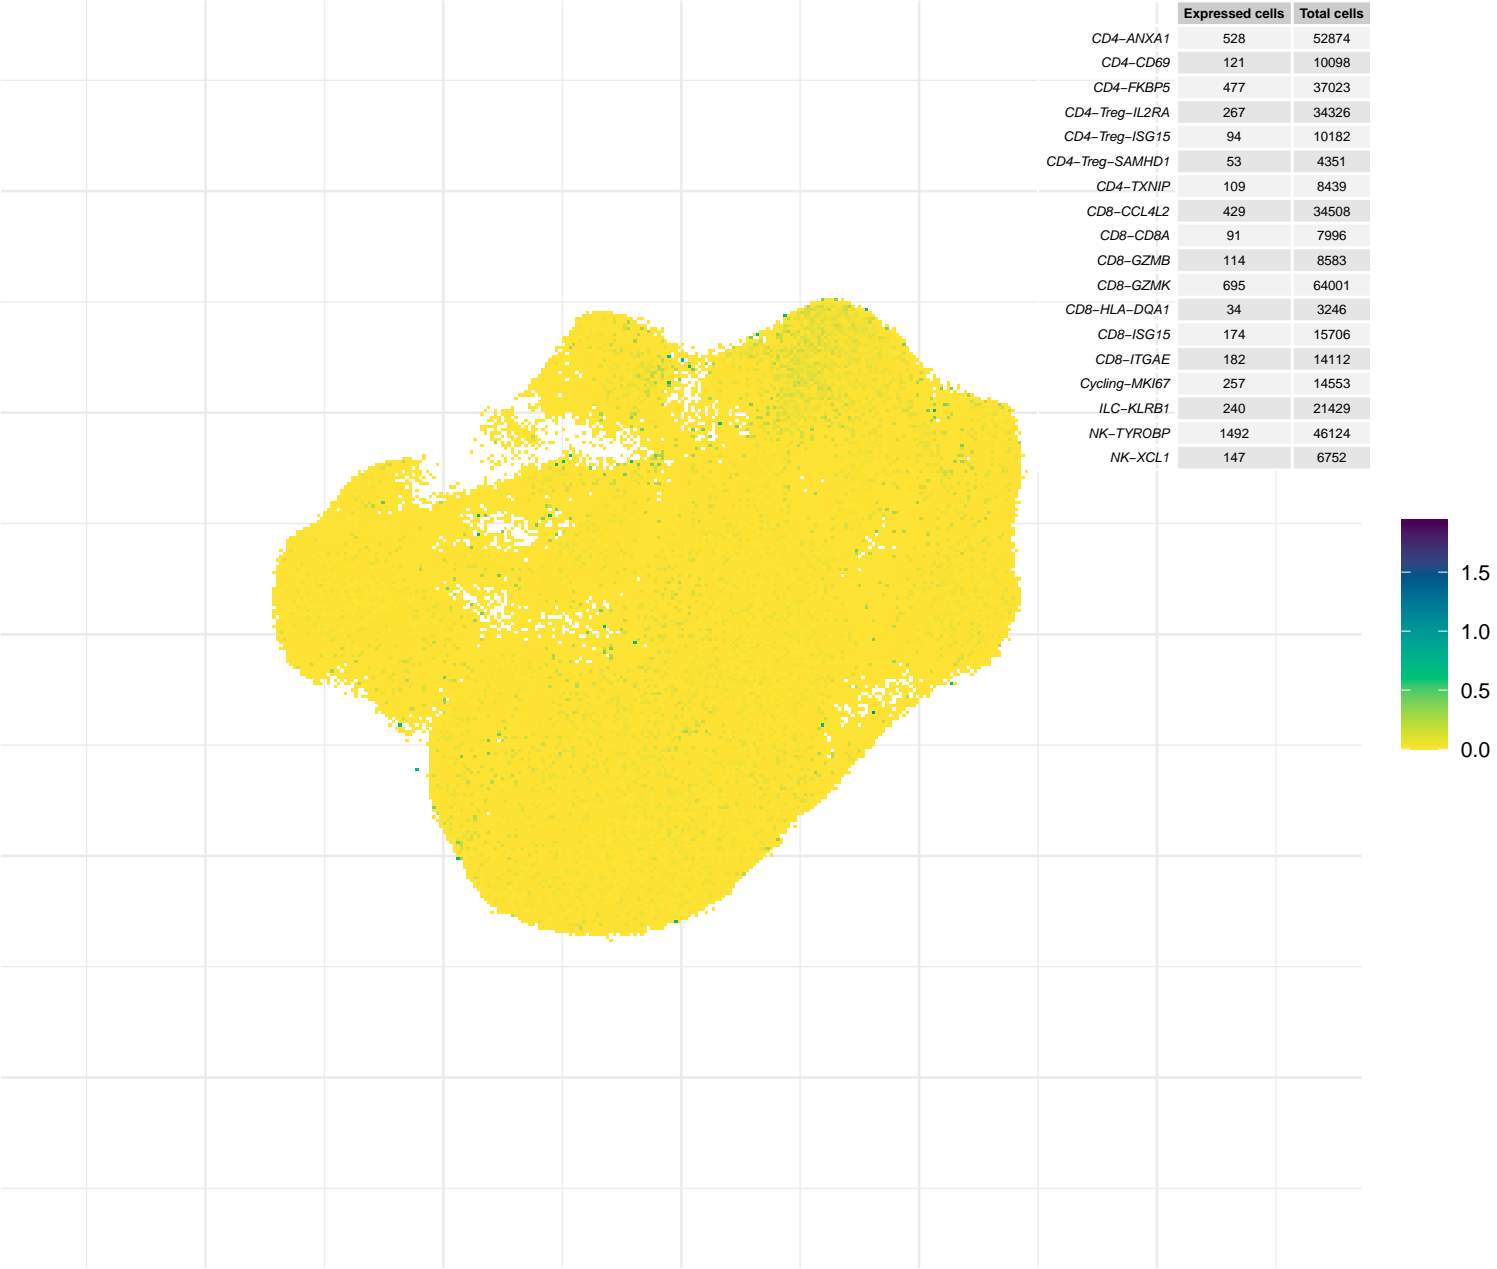 Expressed cells Total cells
CD4−ANXA1 528 52874
CD4−CD69 121 10098
CD4−FKBP5 477 37023
CD4−Treg−IL2RA 267 34326
CD4−Treg−ISG15 94 10182
CD4−Treg−SAMHD1 53 4351
CD4−TXNIP 109 8439
CD8−CCL4L2 429 34508
CD8−CD8A 91 7996
CD8−GZMB 114 8583
CD8−GZMK 695 64001
CD8−HLA−DQA1 34 3246
CD8−ISG15 174 15706
CD8−ITGAE 182 14112
Cycling−MKI67 257 14553
ILC−KLRB1 240 21429
NK−TYROBP 1492 46124
NK−XCL1 147 6752
1.5
1.0
0.5
0.0